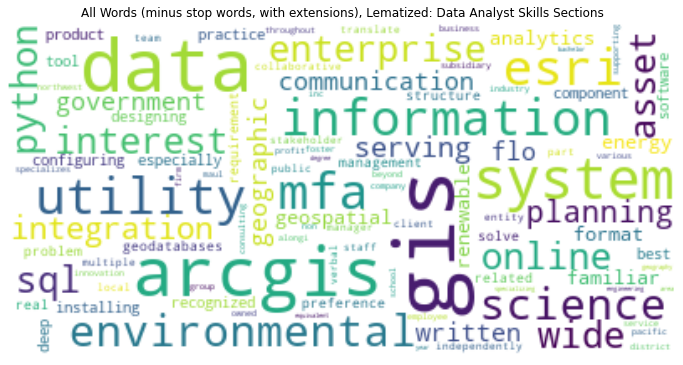 All Words (minus stop words, with extensions), Lematized: Data Analyst Skills Sections
product
team
practice
throughout
translate
business
tool
data
enterprise
analytics
esri
supporting
bachelor
python
northwest
government
designing
collaborative
subsidiary
communication
structure
component
asset
software
inc
industry
information
interest
requirement
geographic
stakeholder
serving
flo
energy
configuring
especially
profit
foster
management
part
various
specializes
firm
maul
public
degree
beyond
company
utility
mfa
gis
renewable
system
integration
consulting
geospatial
non
manager
client
entity
planning
problem
geodatabases
alongi
verbal
staff
solve
format
multiple
arcgis
online
best
sql
innovation
local
group
school
related
familiar
geography
real
installing
recognized
preference
science
specializing
engineering
area
owned
equivalent
employee
service
deep
environmental
written
wide
pacific
year
independently
district